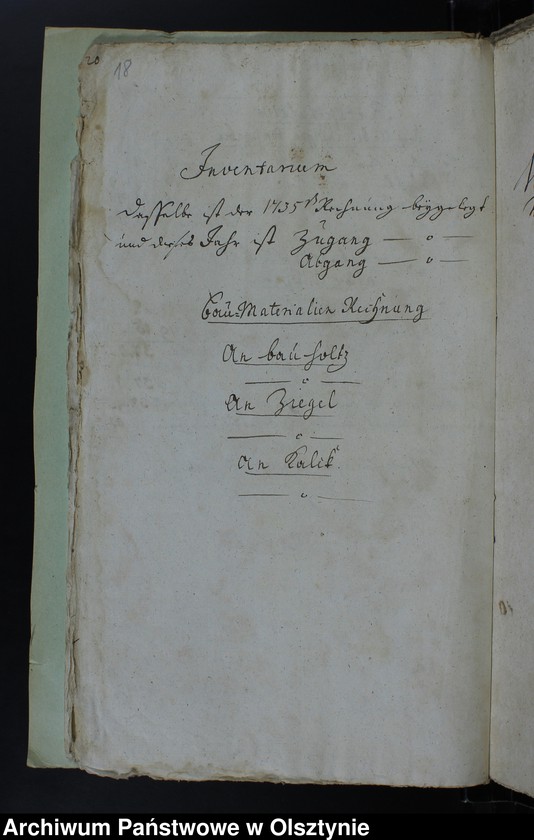 20
18
Inventarium
Dasselbe ist der 1735 Rechnung beygelegt
und dieses Jahr ist Zugang — o —
Abgang — o —
Bau-Materialien Rechnung
An bau holtz
— o —
An Ziegel
— o —
An Kalck.
— o —
Archiwum Państwowe w Olsztynie